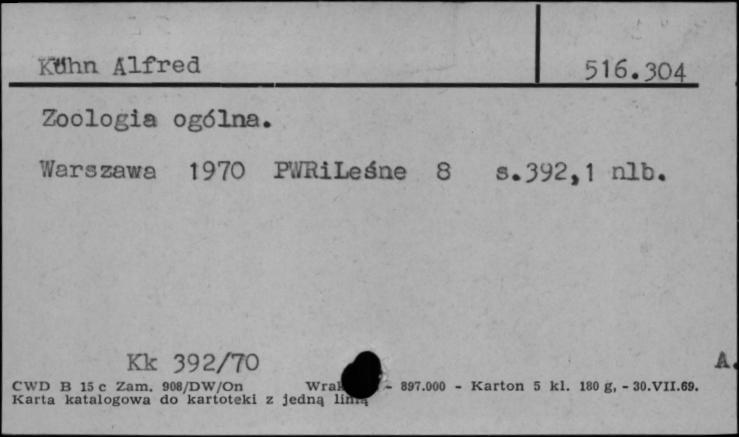 Kühn Alfred 516.304
Zoologia ogólna.
Warszawa 1970 PWRiLeśne 8 s.392,1 nlb.
Kk 392/70 A.
CWD B 15 c Zam. 908/DW/On - 897.000 - Karton 5 kl. 180 g, - 30.VII.69.
Karta katalogowa do kartoteki z jedną linią